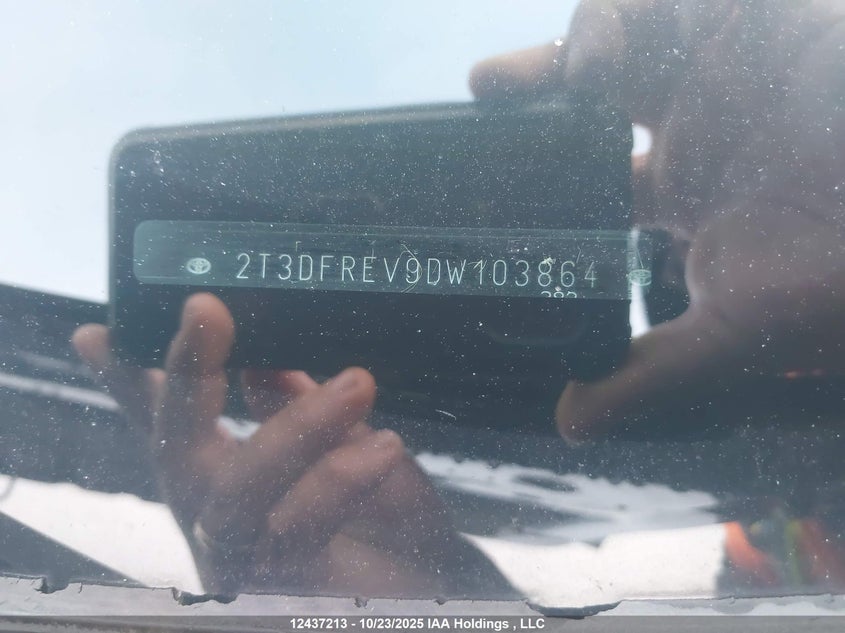 2T3DFREV9DW103864
12437213 - 10/23/2025 IAA Holdings , LLC